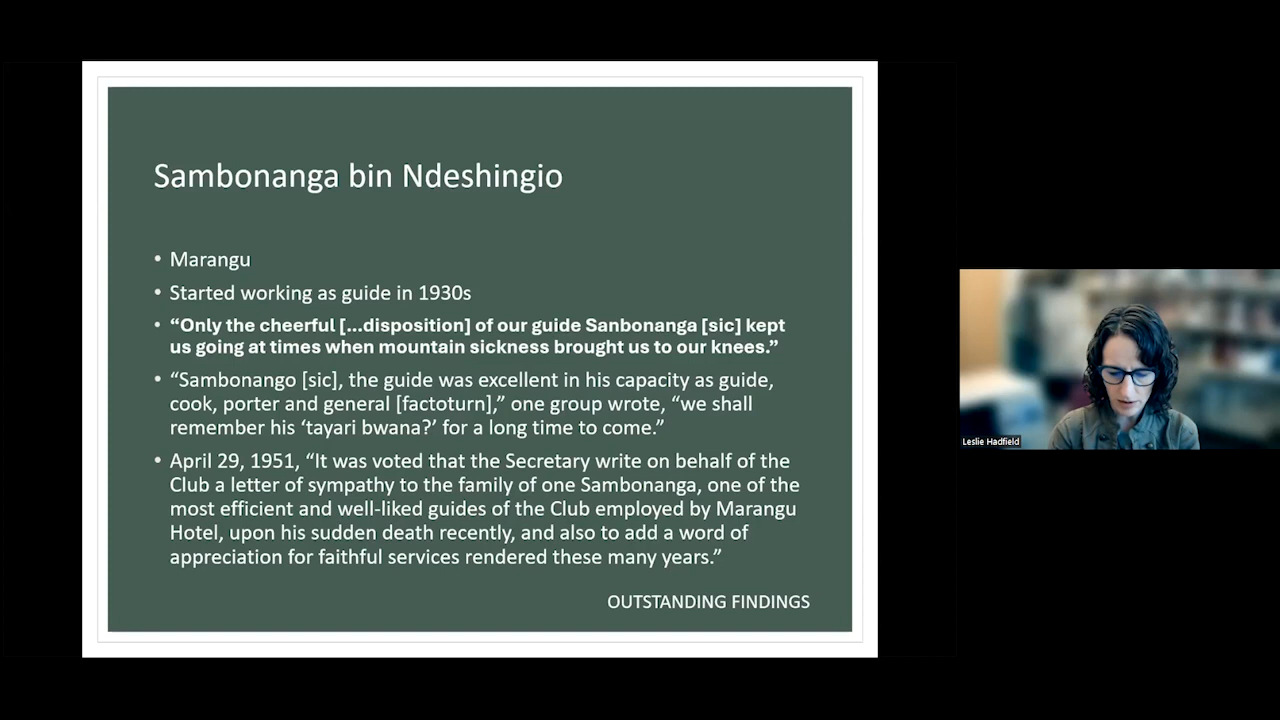 Sambonanga bin Ndeshingio
• Marangu
• Started working as guide in 1930s
• “Only the cheerful […disposition] of our guide Sanbonanga [sic] kept
us going at times when mountain sickness brought us to our knees.”
• “Sambonango [sic], the guide was excellent in his capacity as guide,
cook, porter and general [factoturn],” one group wrote, “we shall
remember his ‘tayari bwana?’ for a long time to come.”
• April 29, 1951, “It was voted that the Secretary write on behalf of the
Club a letter of sympathy to the family of one Sambonanga, one of the
most efficient and well-liked guides of the Club employed by Marangu
Hotel, upon his sudden death recently, and also to add a word of
appreciation for faithful services rendered these many years.”
OUTSTANDING FINDINGS
Leslie Hadfield